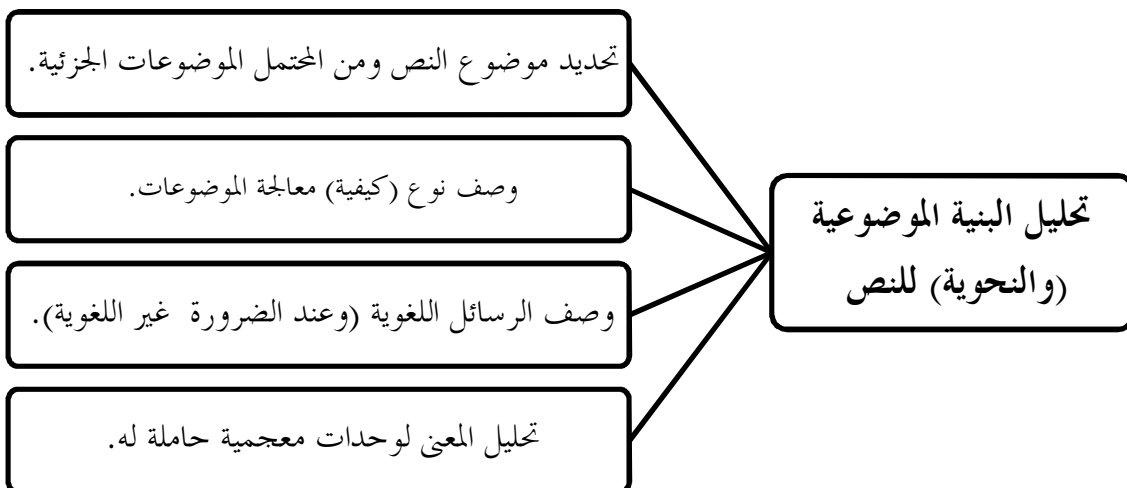 تحليل البنية الموضوعية
(والنحوية) للنص
تحديد موضوع النص ومن المحتمل الموضوعات الجزئية.
وصف نوع (كيفية) معالجة الموضوعات.
وصف الرسائل اللغوية (وعند الضرورة غير اللغوية).
تحليل المعنى لوحدات معجمية حاملة له.